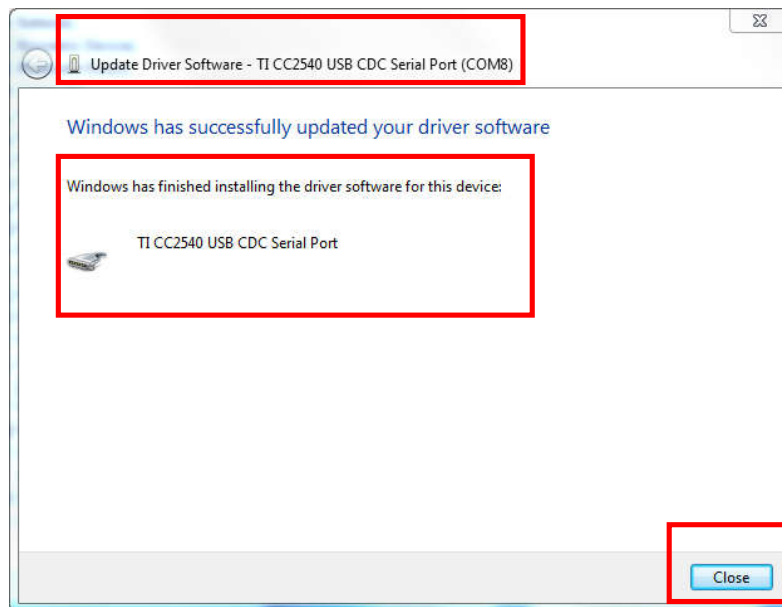 Update Driver Software - TI CC2540 USB CDC Serial Port (COM8)
Windows has successfully updated your driver software
Windows has finished installing the driver software for this device:
TI CC2540 USB CDC Serial Port
Close